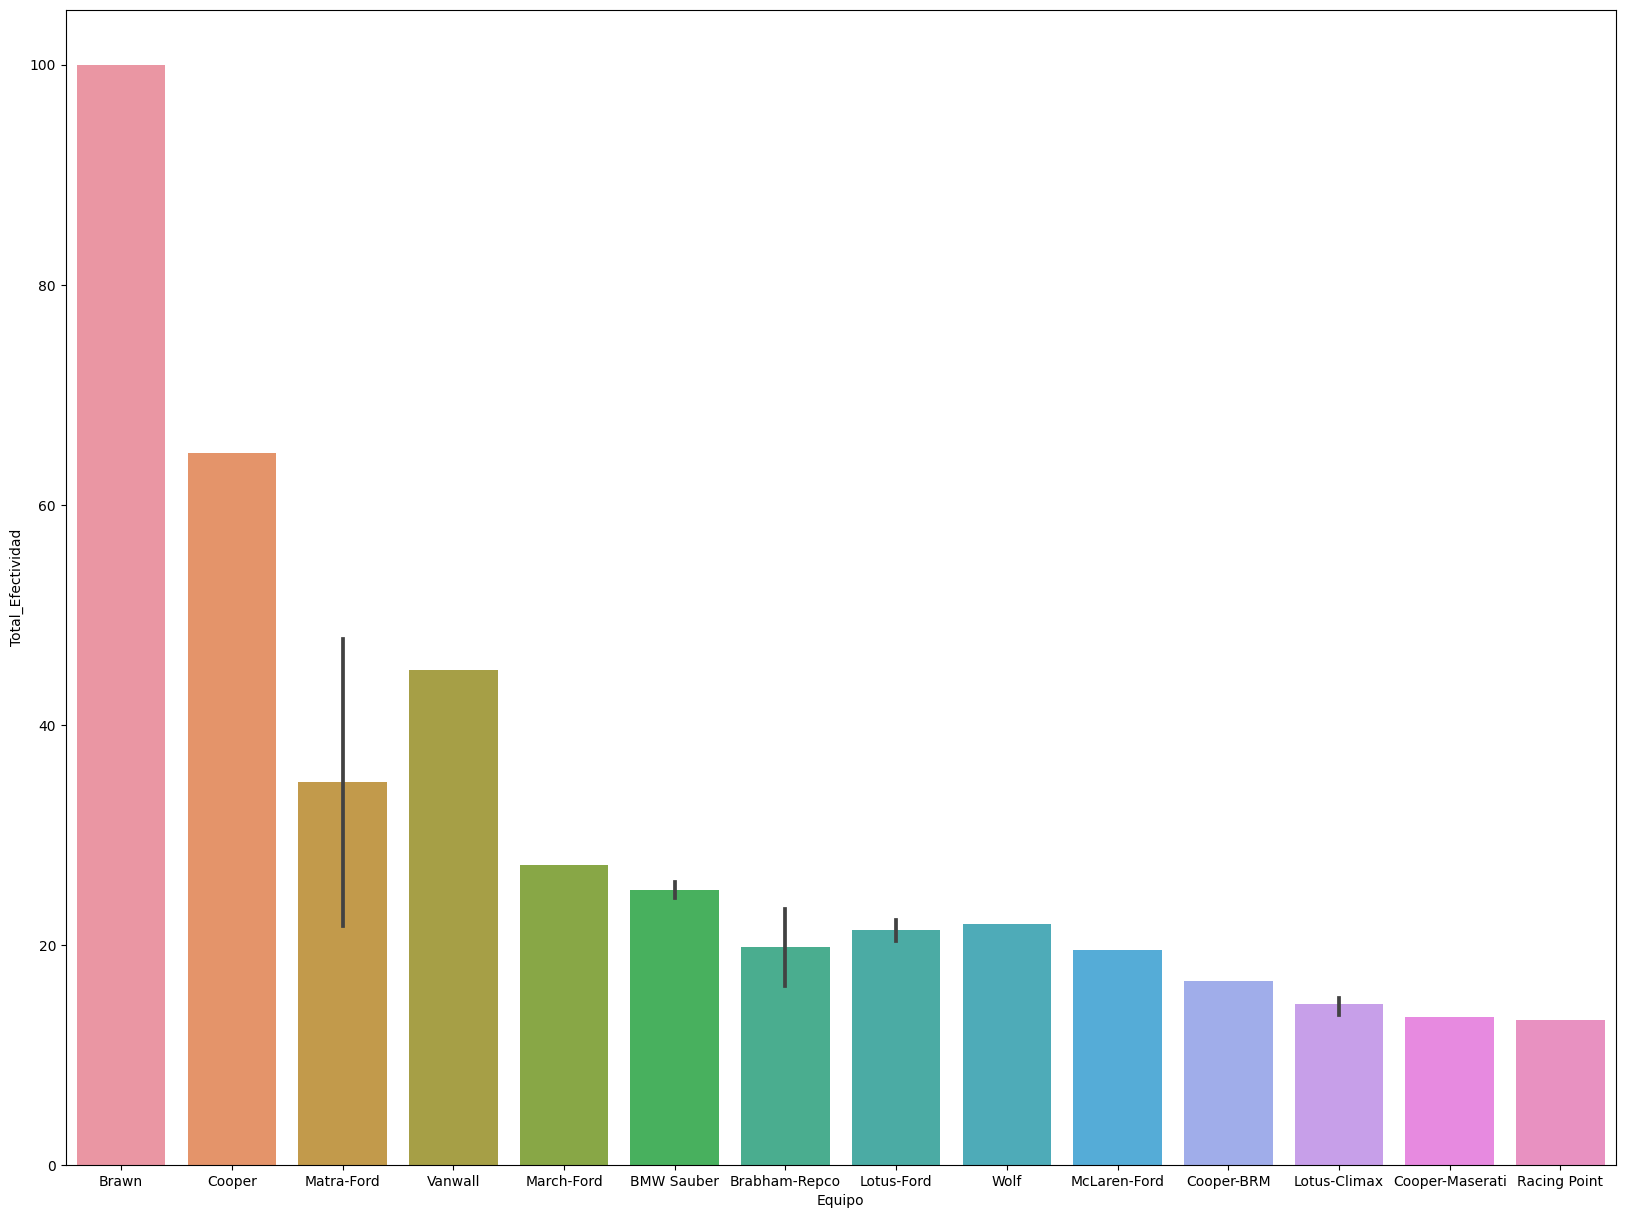 100
80
60
40
20
0
Total_Efectividad
Brawn Cooper Matra-Ford Vanwall March-Ford BMW Sauber Brabham-Repco Lotus-Ford Wolf McLaren-Ford Cooper-BRM Lotus-Climax Cooper-Maserati Racing Point
Equipo